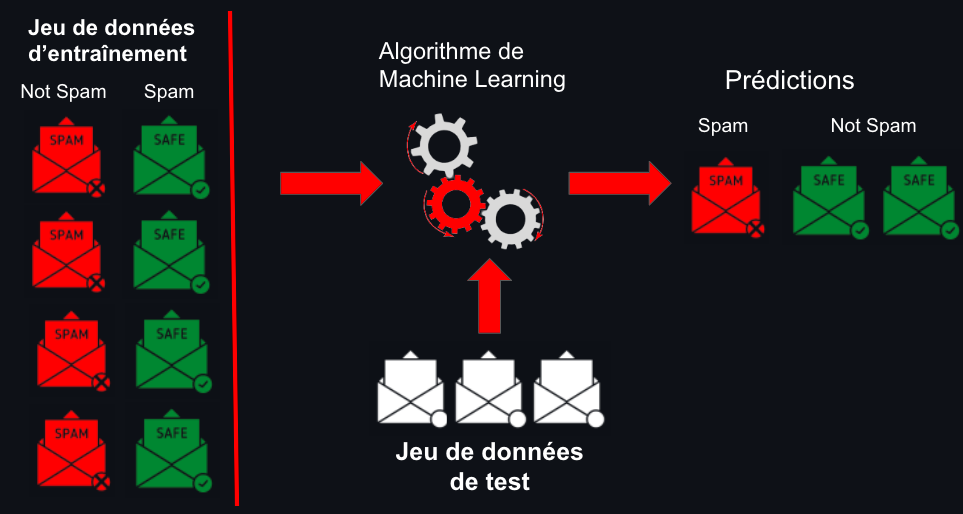 Jeu de données
d'entraînement
Not Spam
Spam
SPAM
SAFE
SPAM
SAFE
SPAM
SAFE
SPAM
SAFE
Algorithme de
Machine Learning
Jeu de données
de test
Prédictions
Spam
Not Spam
SPAM
SAFE
SAFE